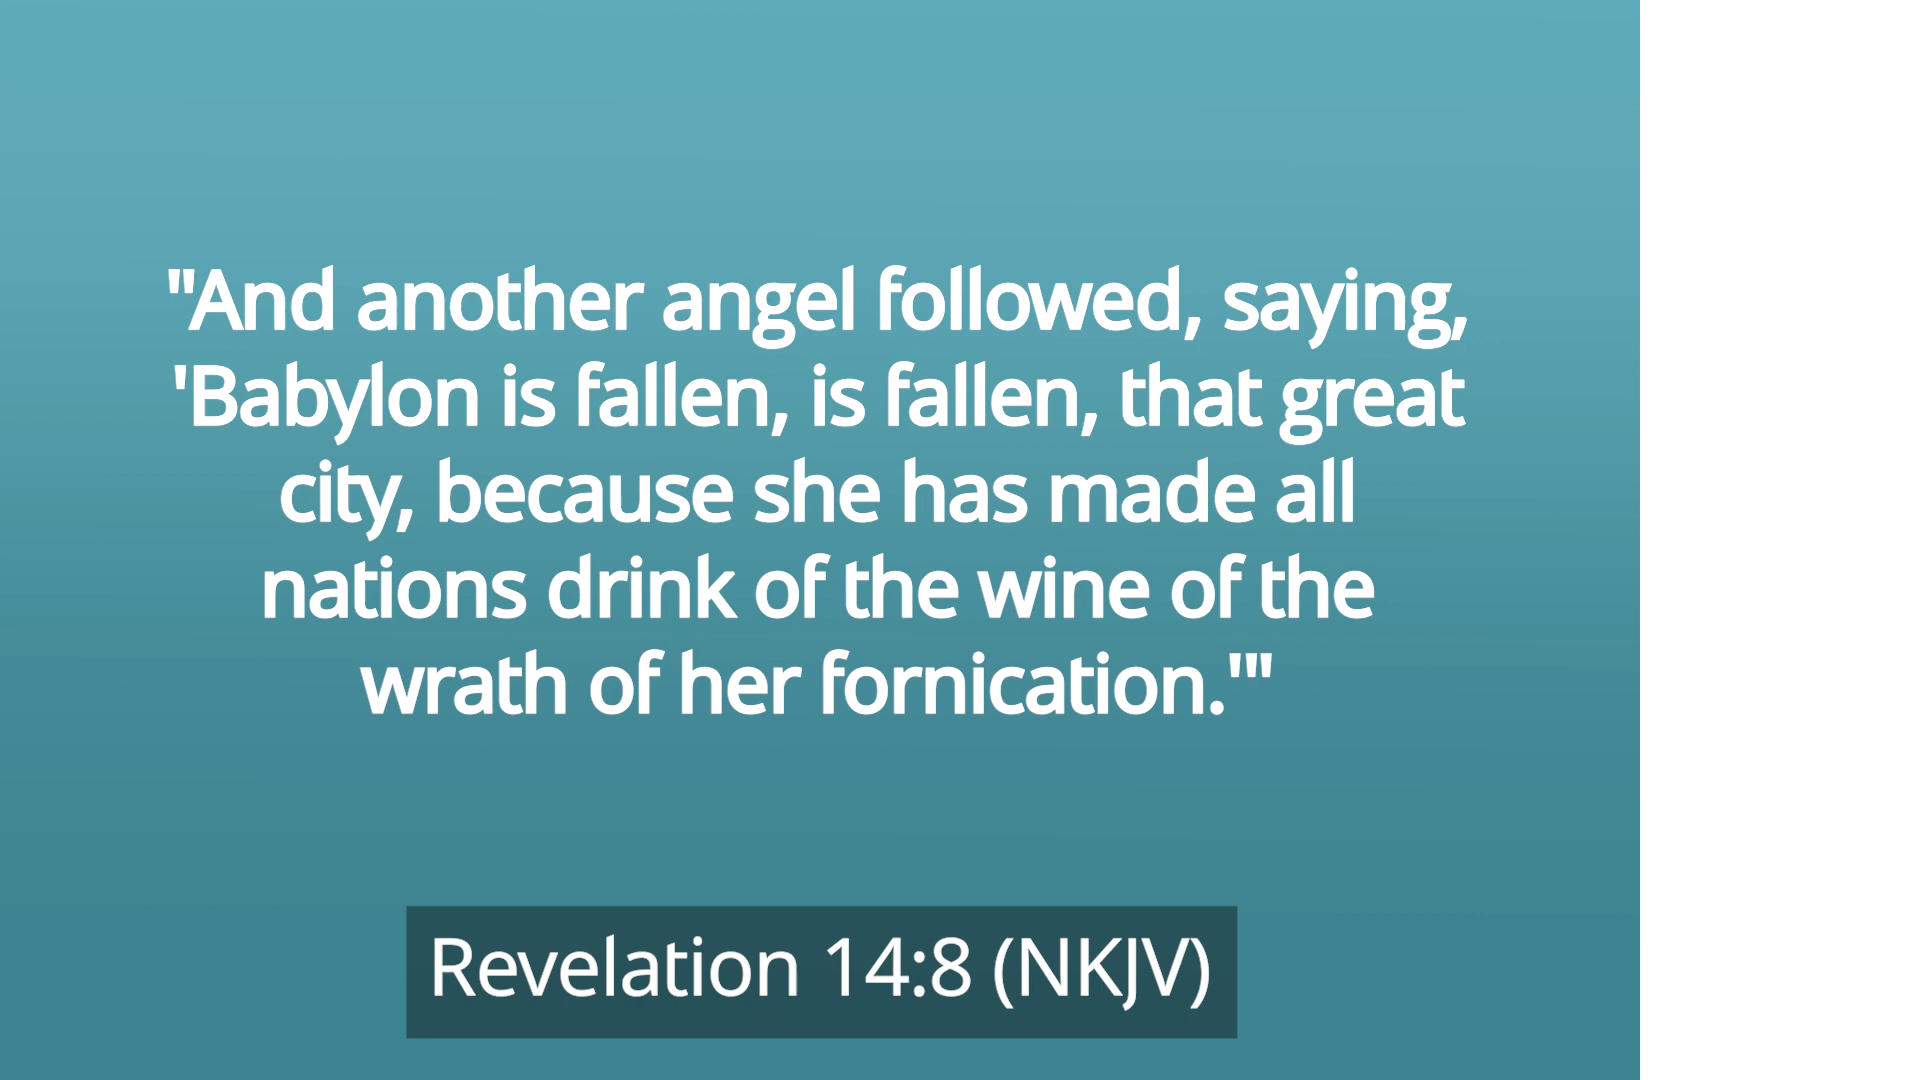 "And another angel followed, saying,
'Babylon is fallen, is fallen, that great
city, because she has made all
nations drink of the wine of the
wrath of her fornication.'"
Revelation 14:8 (NKJV)